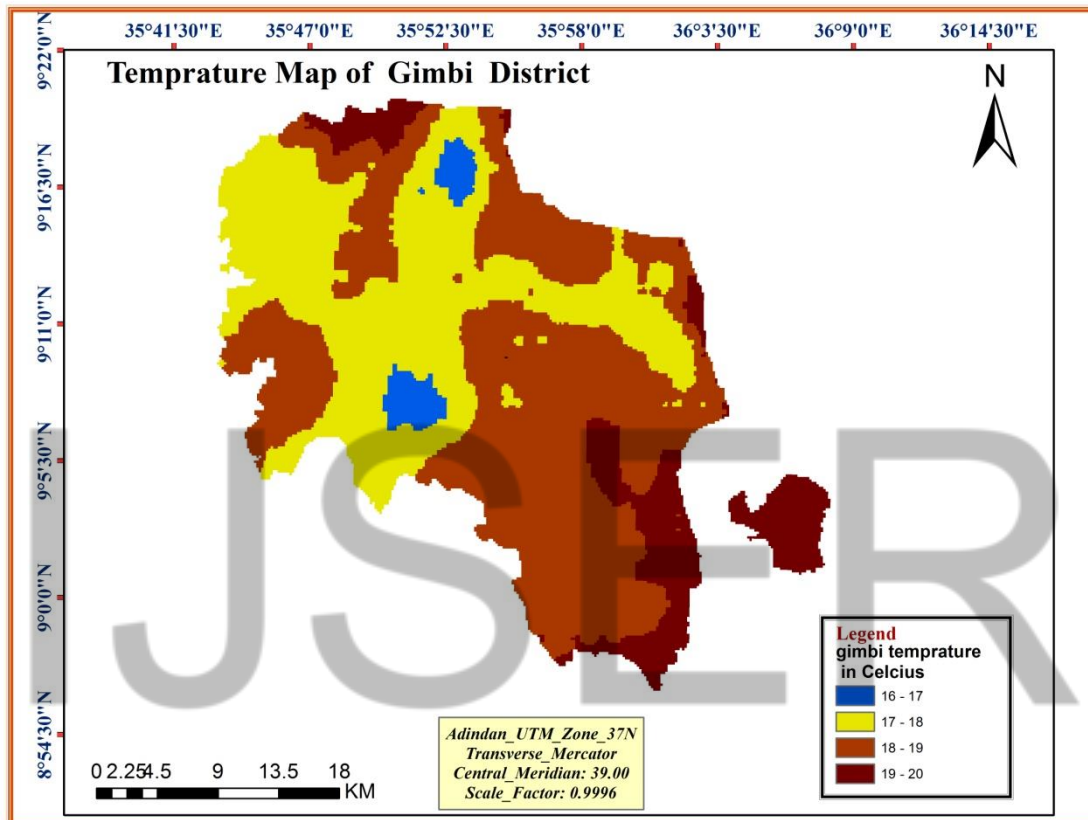 35°41'30"E 35°47'0"E 35°52'30"E 35°58'0"E 36°3'30"E 36°9'0"E 36°14'30"E
9°22'0"N
Temprature Map of Gimbi District
N
9°16'30"N
9°11'0"N
9°5'30"N
IJSER
9°0'0"N
8°54'30"N
Legend
gimbi temprature
in Celcius
16 - 17
17 - 18
18 - 19
19 - 20
Adindan_UTM_Zone_37N
Transverse_Mercator
Central_Meridian: 39.00
Scale_Factor: 0.9996
0 2.25 4.5 9 13.5 18
KM